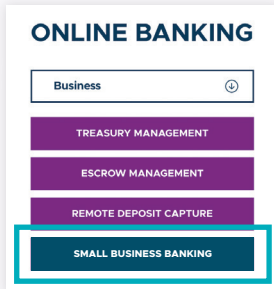 ONLINE BANKING
Business
TREASURY MANAGEMENT
ESCROW MANAGEMENT
REMOTE DEPOSIT CAPTURE
SMALL BUSINESS BANKING